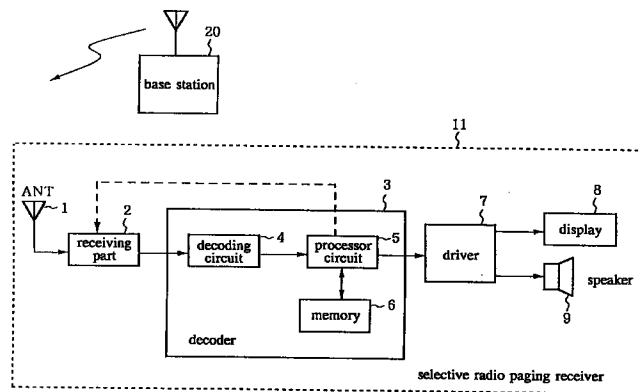 20
base station
11
ANT
1
2
receiving
part
3
4
decoding
circuit
5
processor
circuit
6
memory
decoder
7
driver
8
display
9
speaker
selective radio paging receiver